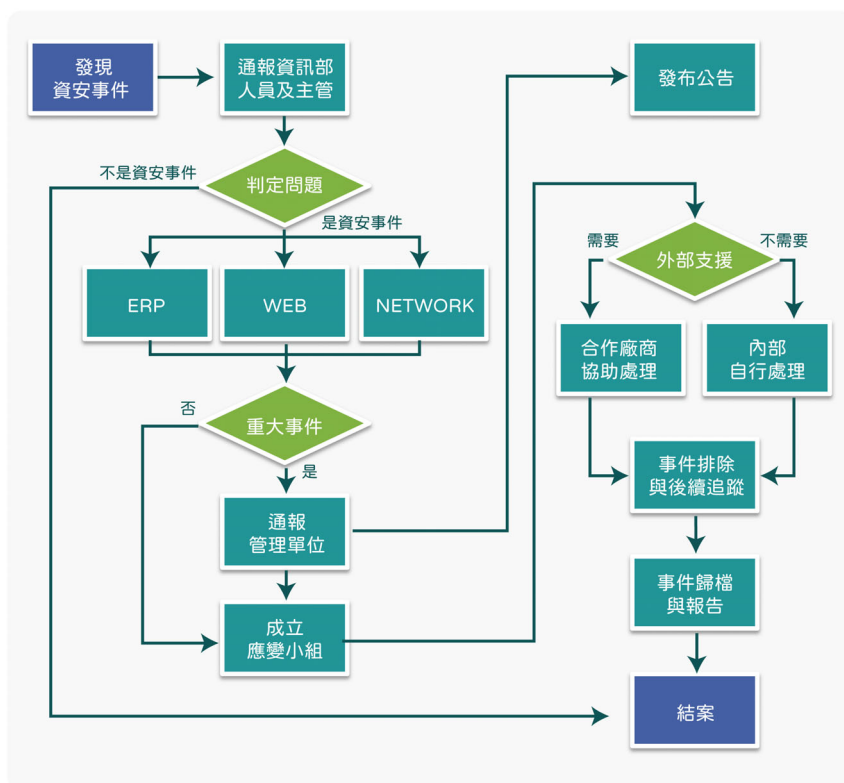 發現
資安事件
通報資訊部
人員及主管
發布公告
不是資安事件
判定問題
是資安事件
ERP
WEB
NETWORK
需要
外部支援
不需要
合作廠商
協助處理
內部
自行處理
否
重大事件
是
通報
管理單位
成立
應變小組
事件排除
與後續追蹤
事件歸檔
與報告
結案